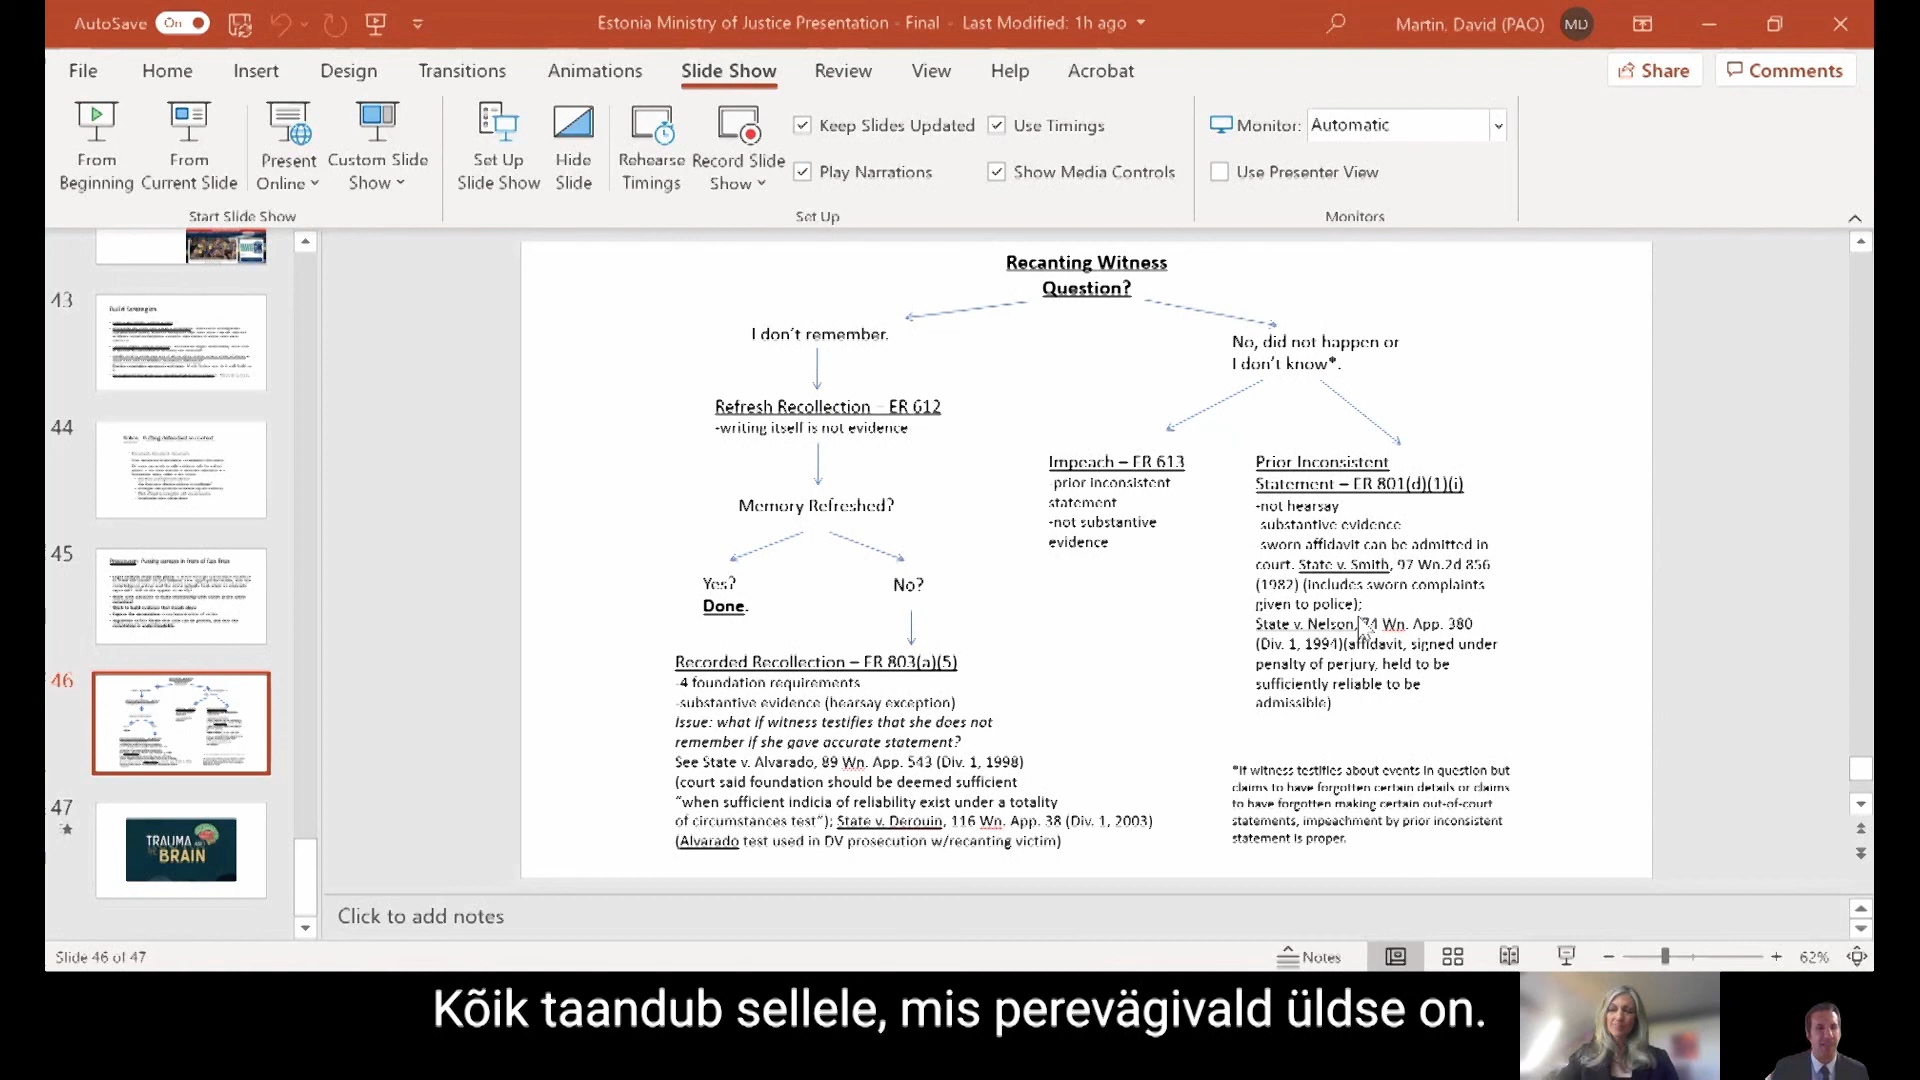 AutoSave On
Estonia Ministry of Justice Presentation - Final - Last Modified: 1h ago
Martin, David (PAO) MD
File Home Insert Design Transitions Animations Slide Show Review View Help Acrobat Share Comments
From Beginning
From Current Slide
Present Online
Custom Slide Show
Set Up Slide Show
Hide Slide
Rehearse Timings
Record Slide Show
Keep Slides Updated
Use Timings
Play Narrations
Show Media Controls
Monitor: Automatic
Use Presenter View
Start Slide Show
Set Up
Monitors
43
44
45
46
47
TRAUMA
BRAIN
Recanting Witness
Question?
I don't remember.
Refresh Recollection – ER 612
-writing itself is not evidence
Memory Refreshed?
Yes?
Done.
No?
Recorded Recollection – ER 803(a)(5)
-4 foundation requirements
-substantive evidence (hearsay exception)
Issue: what if witness testifies that she does not
remember if she gave accurate statement?
See State v. Alvarado, 89 Wn. App. 543 (Div. 1, 1998)
(court said foundation should be deemed sufficient
"when sufficient indicia of reliability exist under a totality
of circumstances test"); State v. Derouin, 116 Wn. App. 38 (Div. 1, 2003)
(Alvarado test used in DV prosecution w/recanting victim)
No, did not happen or
I don't know*.
Impeach – ER 613
-prior inconsistent
statement
-not substantive
evidence
Prior Inconsistent
Statement – ER 801(d)(1)(i)
-not hearsay
-substantive evidence
-sworn affidavit can be admitted in
court. State v. Smith, 97 Wn.2d 856
(1982) (includes sworn complaints
given to police);
State v. Nelson, 74 Wn. App. 380
(Div. 1, 1994)(affidavit, signed under
penalty of perjury, held to be
sufficiently reliable to be
admissible)
*If witness testifies about events in question but
claims to have forgotten certain details or claims
to have forgotten making certain out-of-court
statements, impeachment by prior inconsistent
statement is proper.
Click to add notes
Slide 46 of 47
Notes
62%
Kõik taandub sellele, mis perevägivald üldse on.